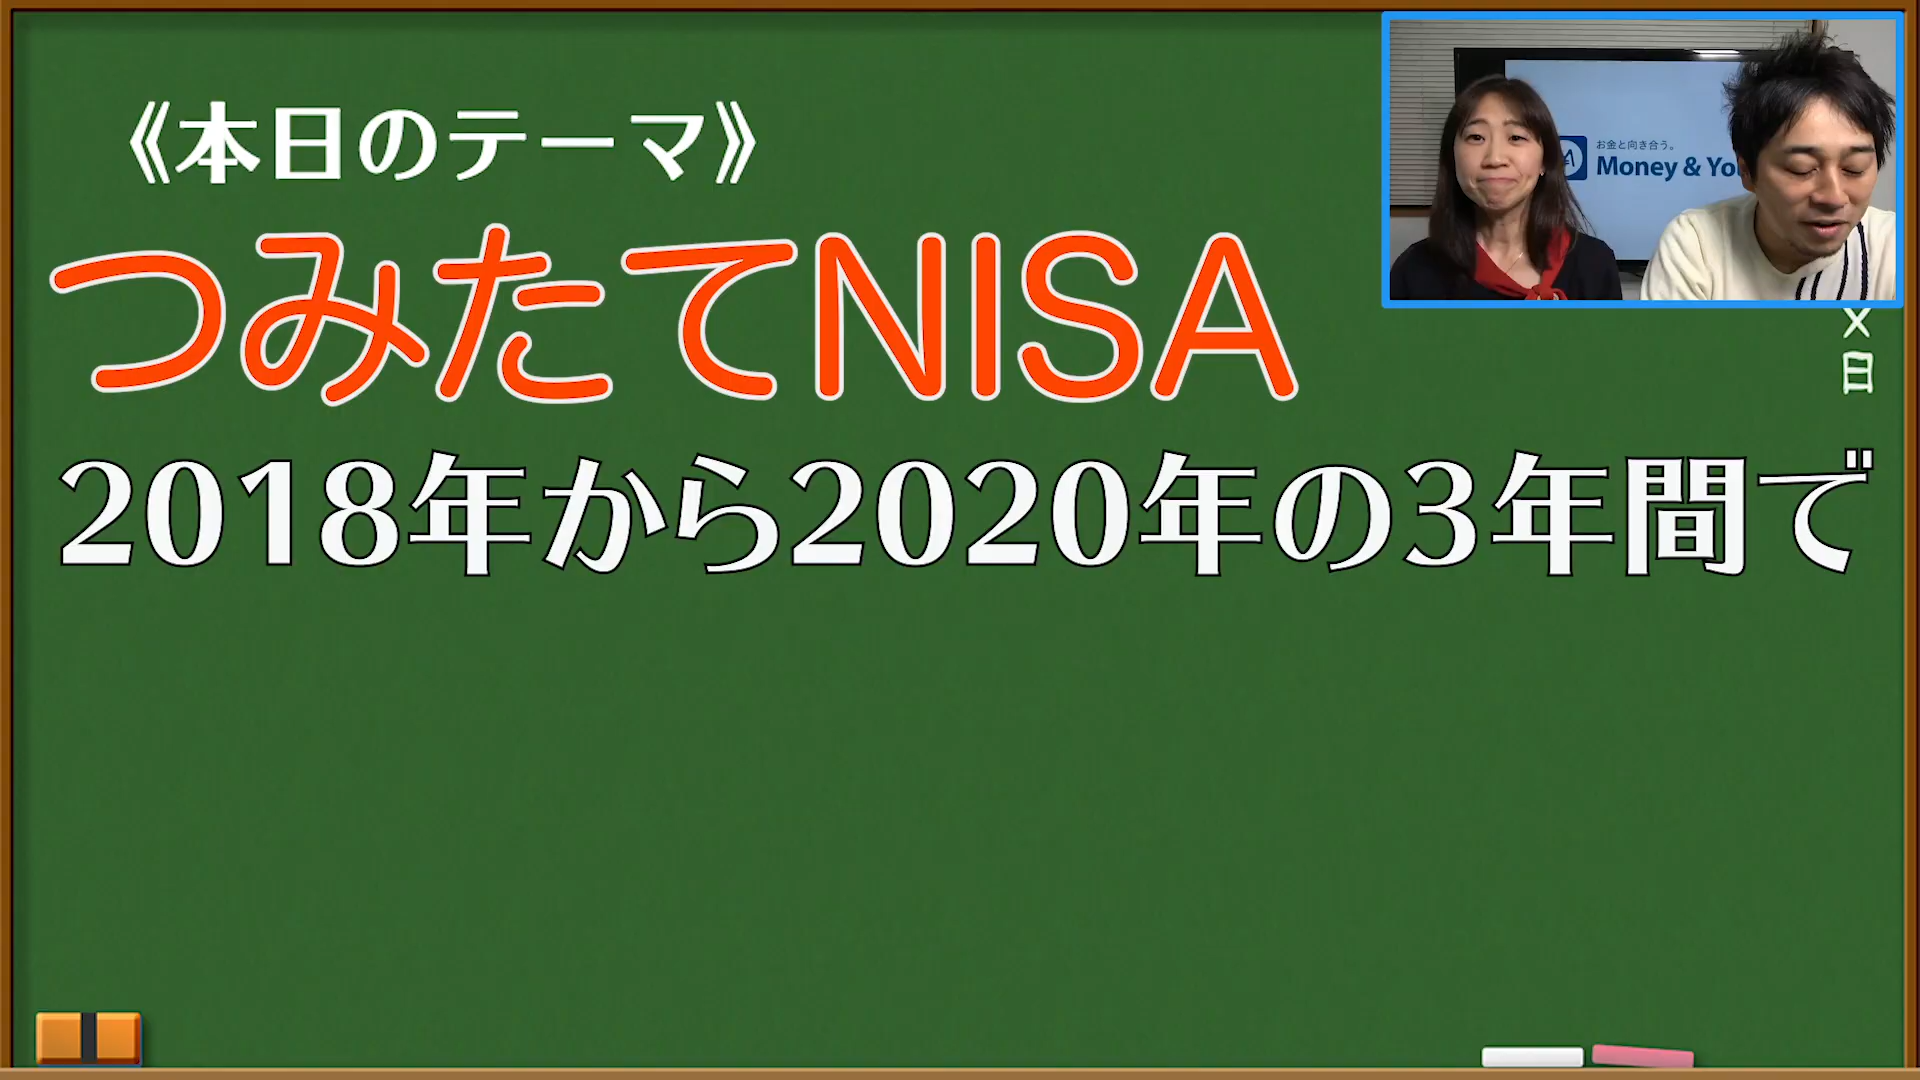 《本日のテーマ》
つみたてNISA
2018年から2020年の3年間で
お金と向き合う。
Money & Yo
日